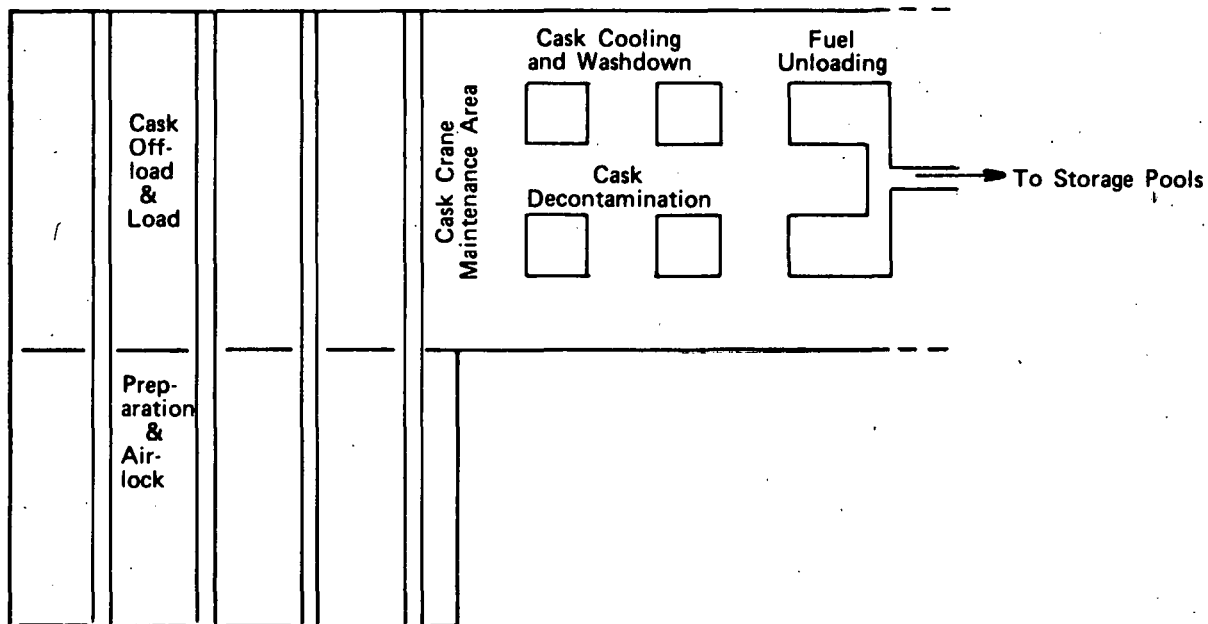 Cask
Off-
load
&
Load
Prep-
aration
&
Air-
lock
Cask Crane
Maintenance Area
Cask Cooling
and Washdown
Cask
Decontamination
Fuel
Unloading
To Storage Pools